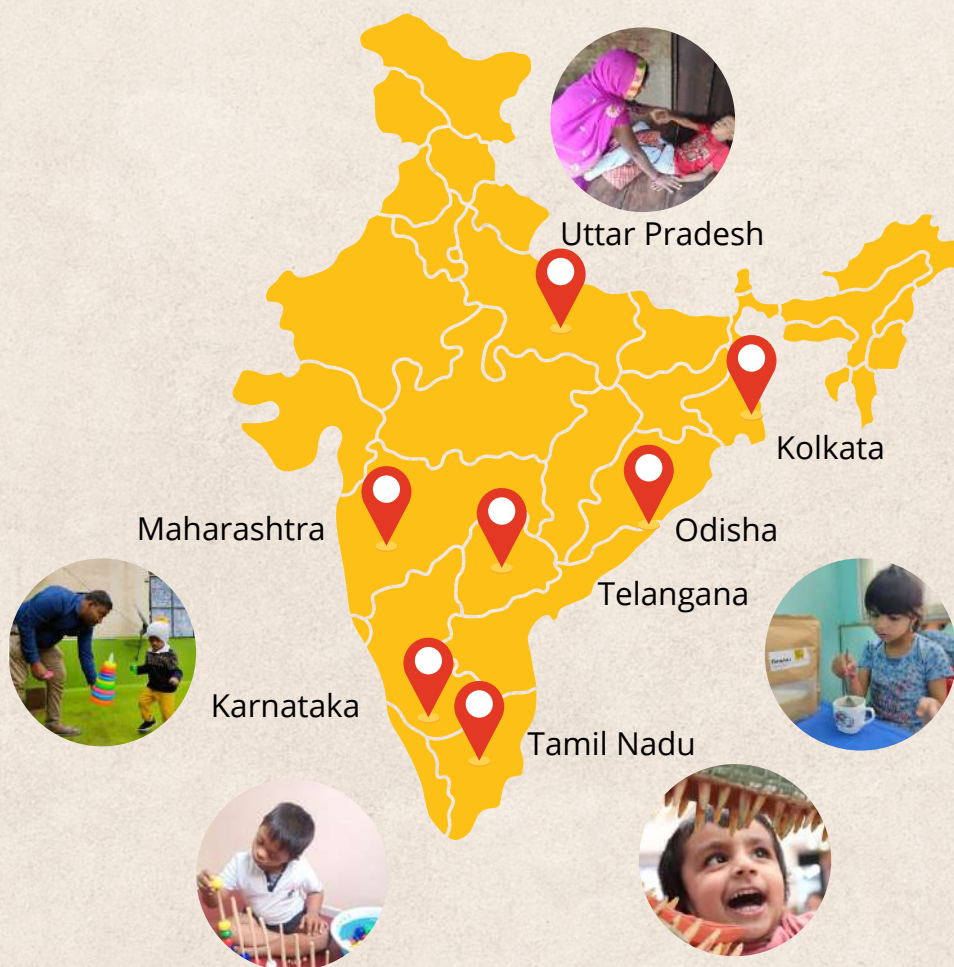 Uttar Pradesh
Kolkata
Maharashtra
Odisha
Telangana
Karnataka
Tamil Nadu